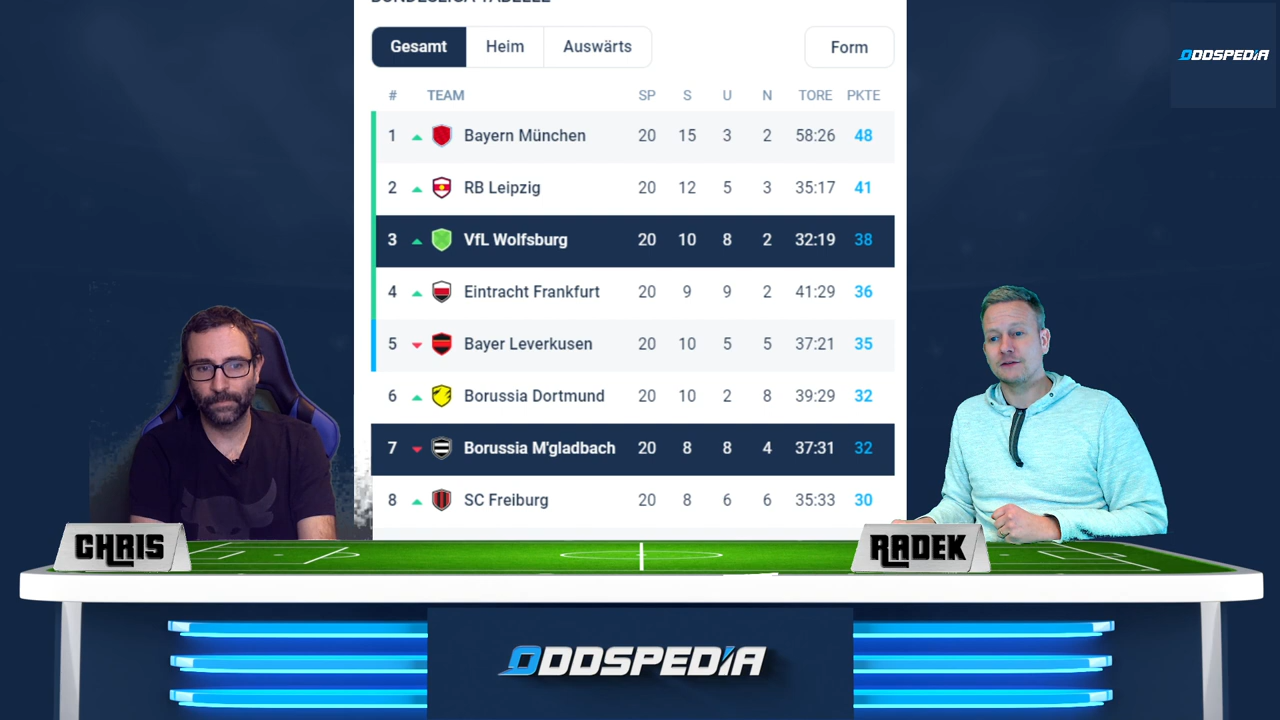 BUNDESLIGA TABELLE
Gesamt Heim Auswärts Form
# TEAM SP S U N TORE PKTE
1 Bayern München 20 15 3 2 58:26 48
2 RB Leipzig 20 12 5 3 35:17 41
3 VfL Wolfsburg 20 10 8 2 32:19 38
4 Eintracht Frankfurt 20 9 9 2 41:29 36
5 Bayer Leverkusen 20 10 5 5 37:21 35
6 Borussia Dortmund 20 10 2 8 39:29 32
7 Borussia M'gladbach 20 8 8 4 37:31 32
8 SC Freiburg 20 8 6 6 35:33 30
ODDSPEDIA
CHRIS
RADEK
ODDSPEDIA